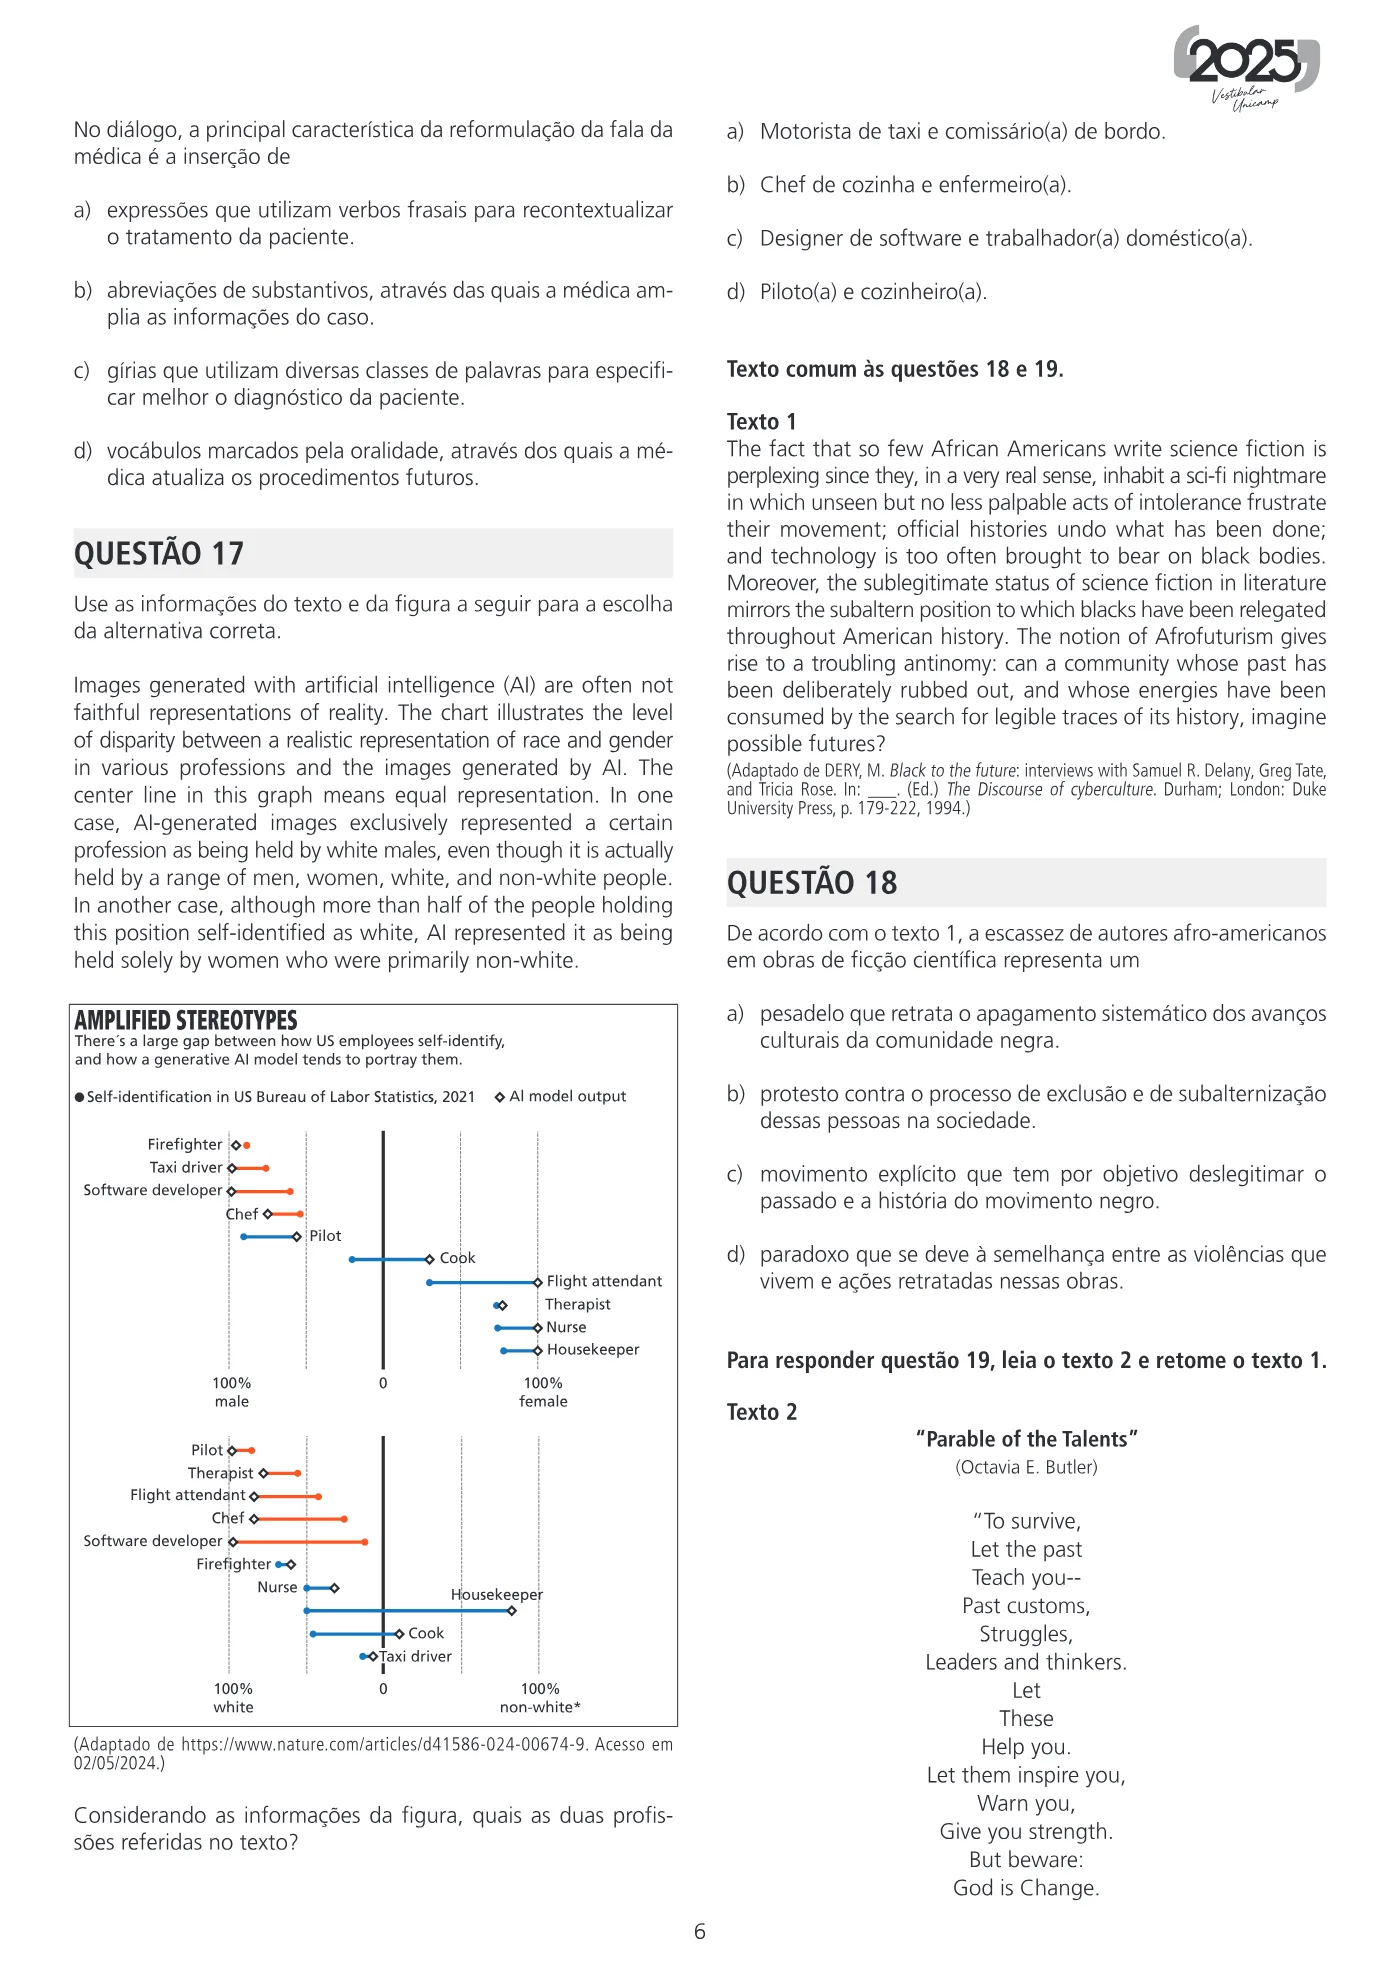 2025
Vestibular
Unicamp
No diálogo, a principal característica da reformulação da fala da
médica é a inserção de
a) expressões que utilizam verbos frasais para recontextualizar
o tratamento da paciente.
b) abreviações de substantivos, através das quais a médica am-
plia as informações do caso.
c) gírias que utilizam diversas classes de palavras para especifi-
car melhor o diagnóstico da paciente.
d) vocábulos marcados pela oralidade, através dos quais a mé-
dica atualiza os procedimentos futuros.
QUESTÃO 17
Use as informações do texto e da figura a seguir para a escolha
da alternativa correta.
Images generated with artificial intelligence (AI) are often not
faithful representations of reality. The chart illustrates the level
of disparity between a realistic representation of race and gender
in various professions and the images generated by AI. The
center line in this graph means equal representation. In one
case, AI-generated images exclusively represented a certain
profession as being held by white males, even though it is actually
held by a range of men, women, white, and non-white people.
In another case, although more than half of the people holding
this position self-identified as white, AI represented it as being
held solely by women who were primarily non-white.
AMPLIFIED STEREOTYPES
There´s a large gap between how US employees self-identify,
and how a generative AI model tends to portray them.
Self-identification in US Bureau of Labor Statistics, 2021 AI model output
Firefighter
Taxi driver
Software developer
Chef
Pilot
Cook
Flight attendant
Therapist
Nurse
Housekeeper
100% 0 100%
male female
Pilot
Therapist
Flight attendant
Chef
Software developer
Firefighter
Nurse
Housekeeper
Cook
Taxi driver
100% 0 100%
white non-white*
(Adaptado de https://www.nature.com/articles/d41586-024-00674-9. Acesso em
02/05/2024.)
Considerando as informações da figura, quais as duas profis-
sões referidas no texto?
a) Motorista de taxi e comissário(a) de bordo.
b) Chef de cozinha e enfermeiro(a).
c) Designer de software e trabalhador(a) doméstico(a).
d) Piloto(a) e cozinheiro(a).
Texto comum às questões 18 e 19.
Texto 1
The fact that so few African Americans write science fiction is
perplexing since they, in a very real sense, inhabit a sci-fi nightmare
in which unseen but no less palpable acts of intolerance frustrate
their movement; official histories undo what has been done;
and technology is too often brought to bear on black bodies.
Moreover, the sublegitimate status of science fiction in literature
mirrors the subaltern position to which blacks have been relegated
throughout American history. The notion of Afrofuturism gives
rise to a troubling antinomy: can a community whose past has
been deliberately rubbed out, and whose energies have been
consumed by the search for legible traces of its history, imagine
possible futures?
(Adaptado de DERY, M. Black to the future: interviews with Samuel R. Delany, Greg Tate,
and Tricia Rose. In: ___. (Ed.) The Discourse of cyberculture. Durham; London: Duke
University Press, p. 179-222, 1994.)
QUESTÃO 18
De acordo com o texto 1, a escassez de autores afro-americanos
em obras de ficção científica representa um
a) pesadelo que retrata o apagamento sistemático dos avanços
culturais da comunidade negra.
b) protesto contra o processo de exclusão e de subalternização
dessas pessoas na sociedade.
c) movimento explícito que tem por objetivo deslegitimar o
passado e a história do movimento negro.
d) paradoxo que se deve à semelhança entre as violências que
vivem e ações retratadas nessas obras.
Para responder questão 19, leia o texto 2 e retome o texto 1.
Texto 2
“Parable of the Talents”
(Octavia E. Butler)
“To survive,
Let the past
Teach you--
Past customs,
Struggles,
Leaders and thinkers.
Let
These
Help you.
Let them inspire you,
Warn you,
Give you strength.
But beware:
God is Change.
6